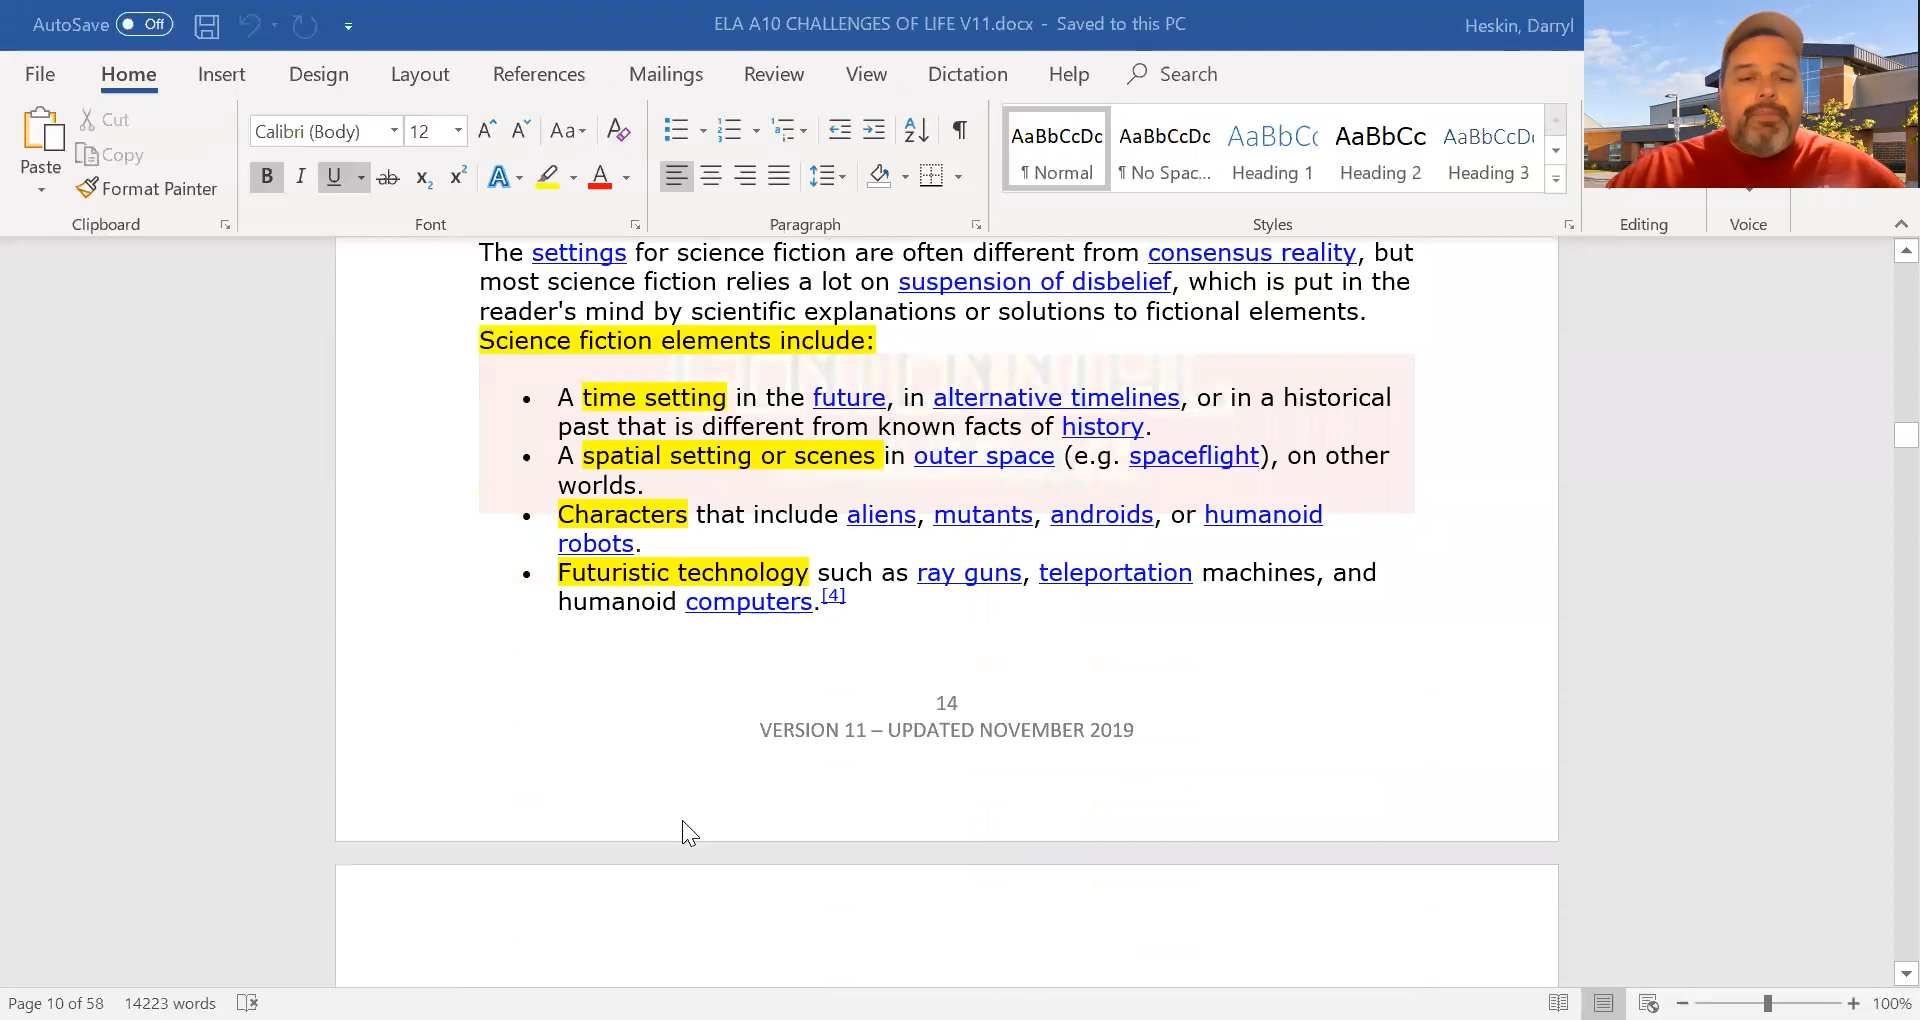 AutoSave Off ELA A10 CHALLENGES OF LIFE V11.docx - Saved to this PC Heskin, Darryl
File Home Insert Design Layout References Mailings Review View Dictation Help Search
Cut
Copy
Paste
Format Painter
Calibri (Body) 12
AaBbCcDc AaBbCcDc AaBbCc AaBbCc AaBbCcDc
¶ Normal ¶ No Spac... Heading 1 Heading 2 Heading 3
Clipboard Font Paragraph Styles Editing Voice
The settings for science fiction are often different from consensus reality, but
most science fiction relies a lot on suspension of disbelief, which is put in the
reader's mind by scientific explanations or solutions to fictional elements.
Science fiction elements include:
• A time setting in the future, in alternative timelines, or in a historical
past that is different from known facts of history.
• A spatial setting or scenes in outer space (e.g. spaceflight), on other
worlds.
• Characters that include aliens, mutants, androids, or humanoid
robots.
• Futuristic technology such as ray guns, teleportation machines, and
humanoid computers.[4]
14
VERSION 11 – UPDATED NOVEMBER 2019
Page 10 of 58 14223 words 100%